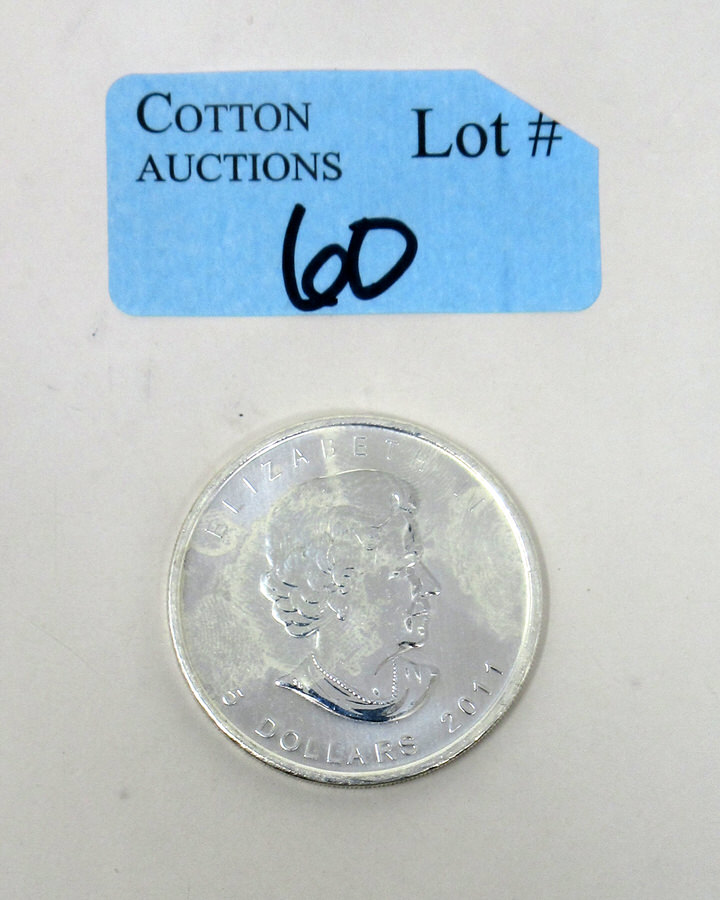 COTTON
AUCTIONS
Lot #
60
ELIZABETH II
5 DOLLARS 2011